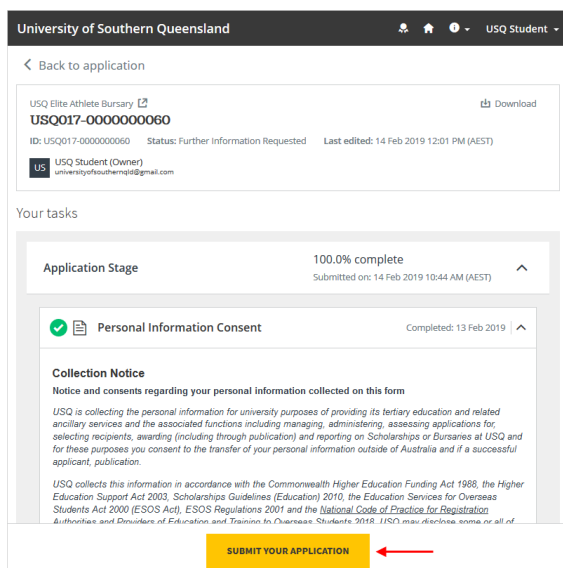 University of Southern Queensland
USQ Student
Back to application
USQ Elite Athlete Bursary
Download
USQ017-0000000060
ID: USQ017-0000000060 Status: Further Information Requested Last edited: 14 Feb 2019 12:01 PM (AEST)
US
USQ Student (Owner)
universityofsouthernqld@gmail.com
Your tasks
Application Stage
100.0% complete
Submitted on: 14 Feb 2019 10:44 AM (AEST)
Personal Information Consent
Completed: 13 Feb 2019
Collection Notice
Notice and consents regarding your personal information collected on this form
USQ is collecting the personal information for university purposes of providing its tertiary education and related
ancillary services and the associated functions including managing, administering, assessing applications for,
selecting recipients, awarding (including through publication) and reporting on Scholarships or Bursaries at USQ and
for these purposes you consent to the transfer of your personal information outside of Australia and if a successful
applicant, publication.
USQ collects this information in accordance with the Commonwealth Higher Education Funding Act 1988, the Higher
Education Support Act 2003, Scholarships Guidelines (Education) 2010, the Education Services for Overseas
Students Act 2000 (ESOS Act), ESOS Regulations 2001 and the National Code of Practice for Registration
Authorities and Providers of Education and Training to Overseas Students 2018. USQ may disclose some or all of
SUBMIT YOUR APPLICATION